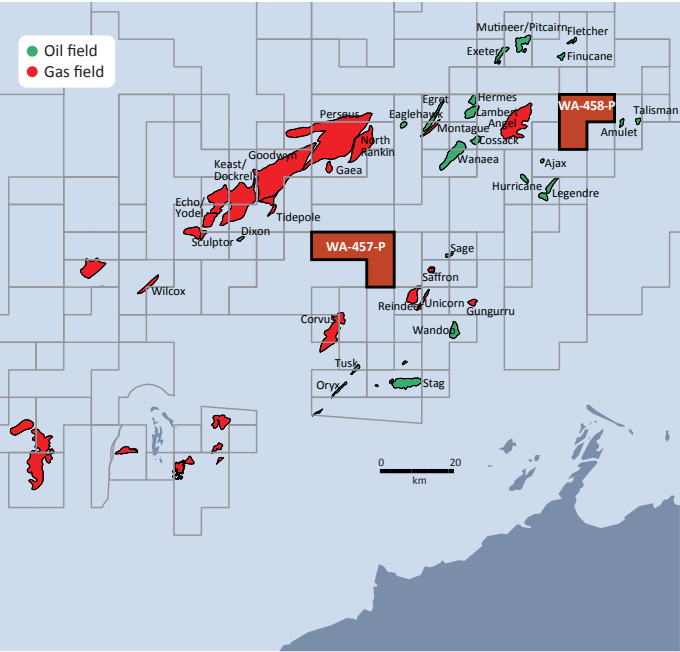 Oil field
Gas field
Mutineer/Pitcairn
Fletcher
Exeter
Finucane
Egret
Hermes
WA-458-P
Eaglehawk
Lambert
Talisman
Perseus
Angel
Montague
Amulet
North
Rankin
Cossack
Goodwyn
Wanaea
Ajax
Keast/
Dockrel
Gaea
Hurricane
Legendre
Echo/
Yodel
Tidepole
Dixon
Sculptor
WA-457-P
Sage
Saffron
Wilcox
Reindeer
Unicorn
Gungurru
Corvus
Wandoo
Tusk
Oryx
Stag
0
20
km